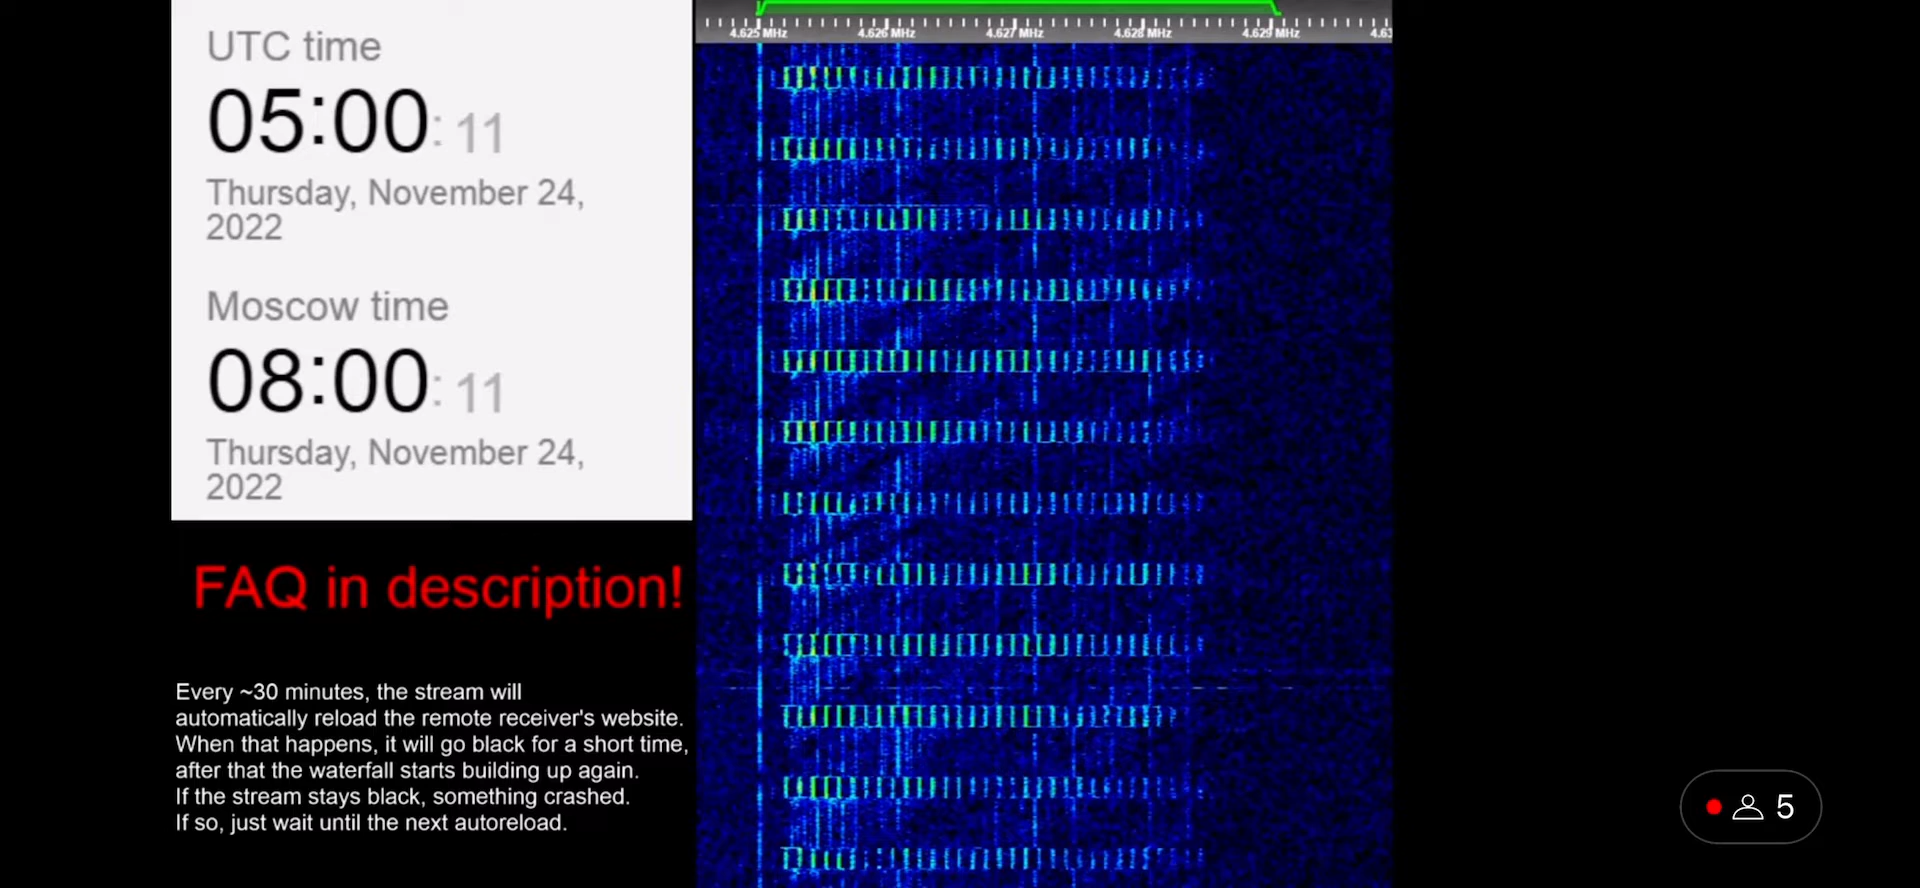 UTC time
05:00:11
Thursday, November 24,
2022
Moscow time
08:00:11
Thursday, November 24,
2022
FAQ in description!
Every ~30 minutes, the stream will
automatically reload the remote receiver's website.
When that happens, it will go black for a short time,
after that the waterfall starts building up again.
If the stream stays black, something crashed.
If so, just wait until the next autoreload.
4.625 MHz 4.626 MHz 4.627 MHz 4.628 MHz 4.629 MHz 4.63
5